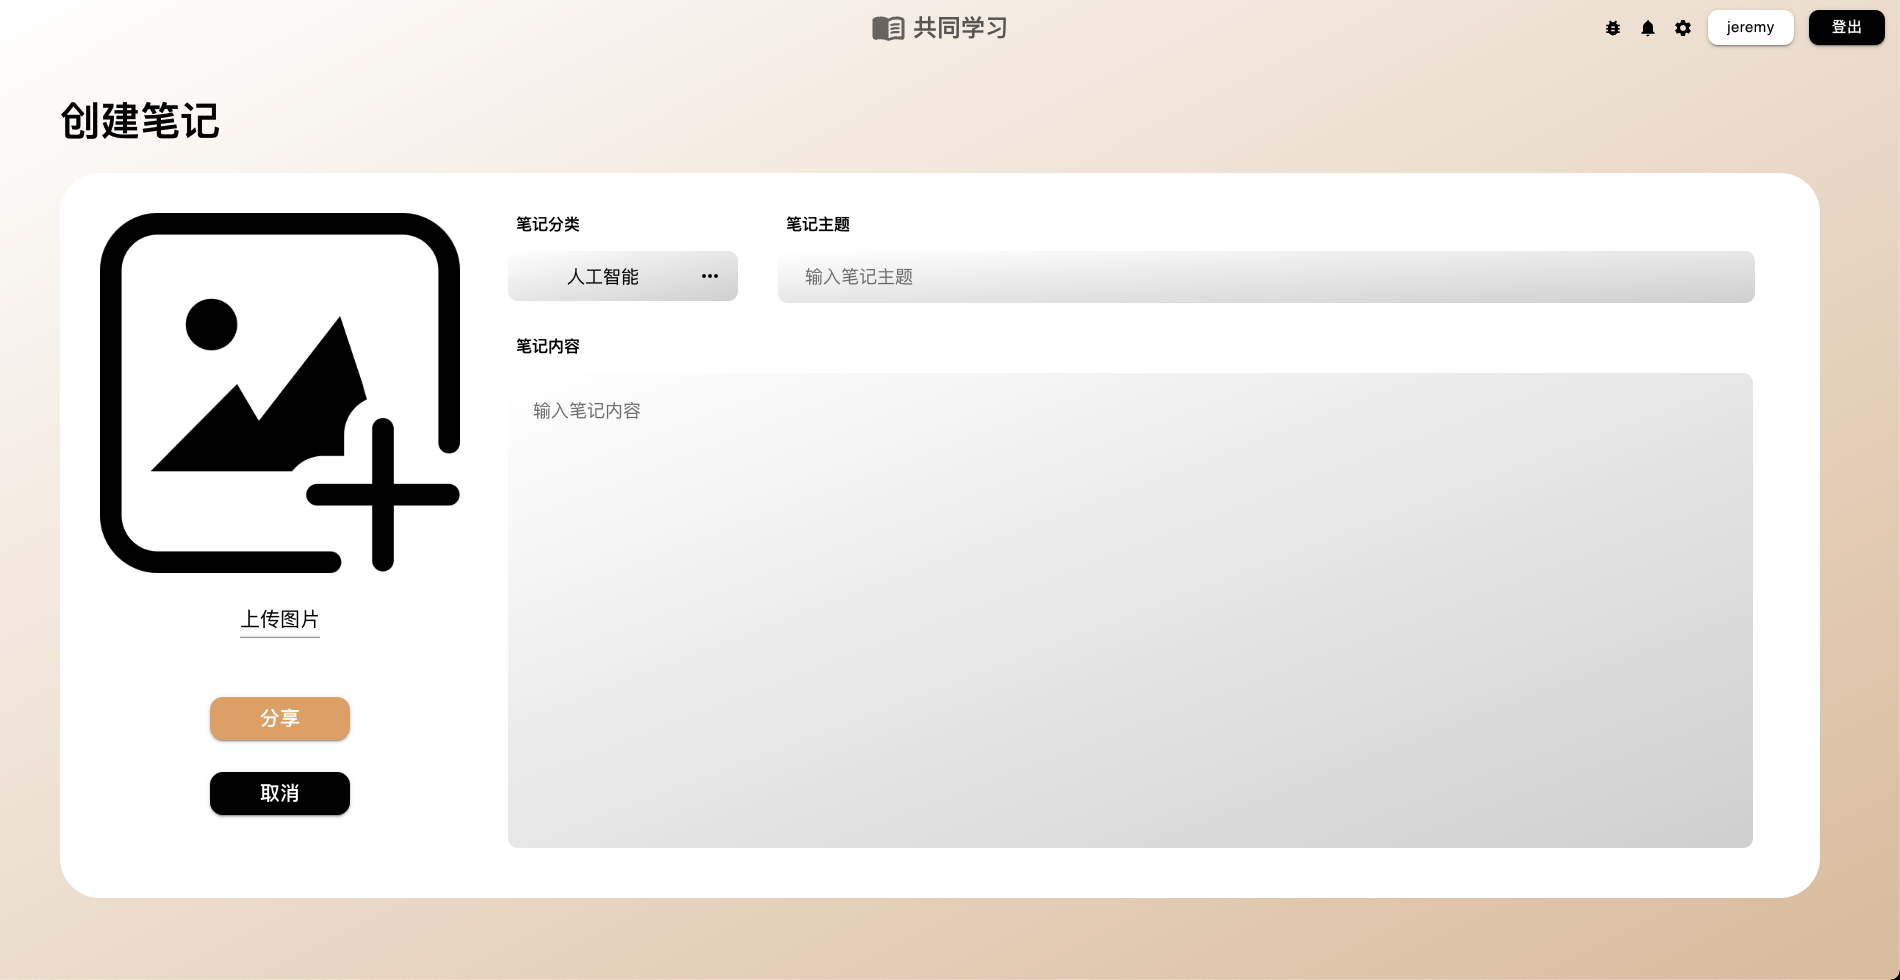 共同学习
jeremy
登出
创建笔记
笔记分类
笔记主题
人工智能
输入笔记主题
笔记内容
输入笔记内容
上传图片
分享
取消